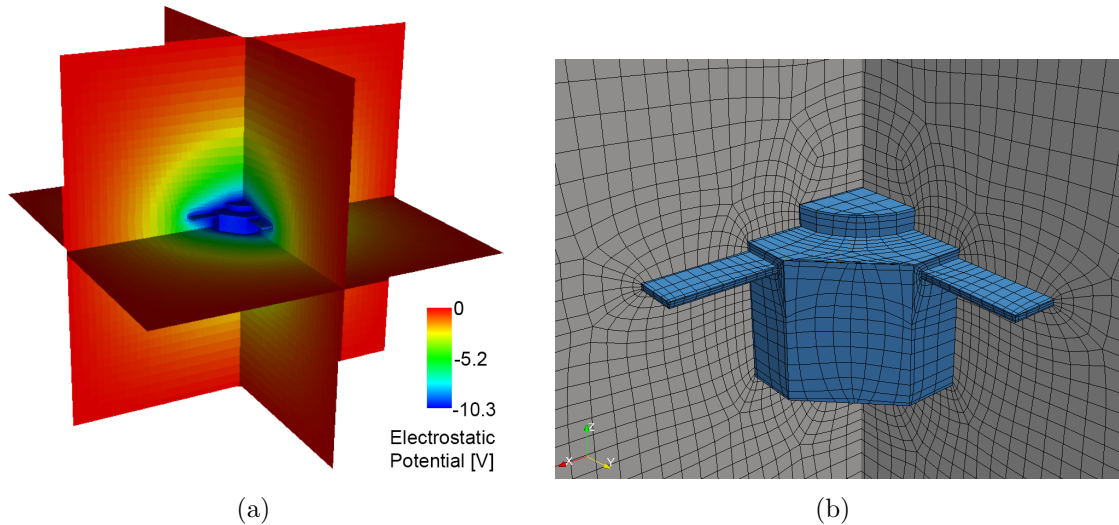 0
-5.2
-10.3
Electrostatic
Potential [V]
Z
X
Y
(a)
(b)